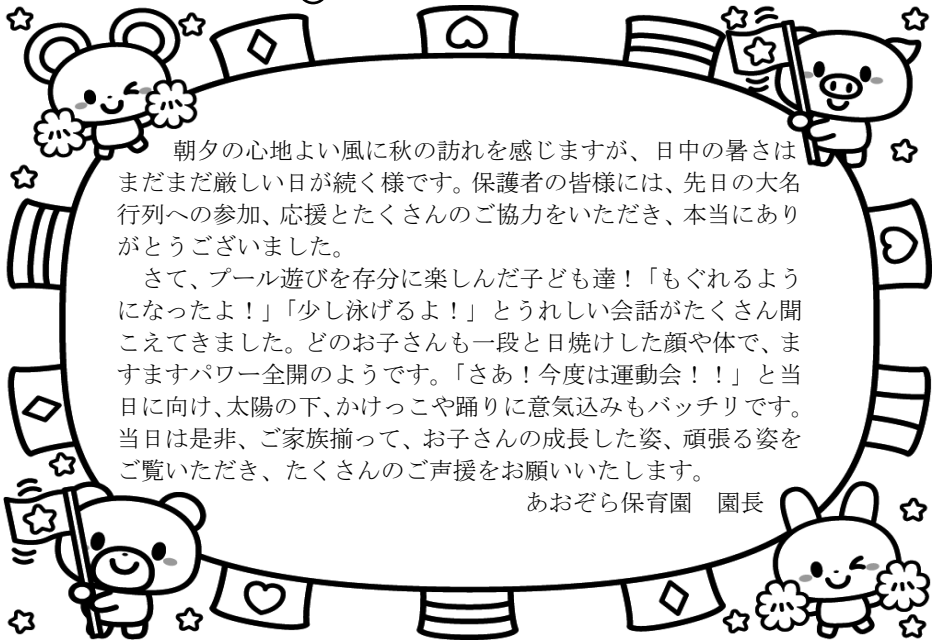 朝夕の心地よい風に秋の訪れを感じますが、日中の暑さは
まだまだ厳しい日が続く様です。保護者の皆様には、先日の大名
行列への参加、応援とたくさんのご協力をいただき、本当にあり
がとうございました。
さて、プール遊びを存分に楽しんだ子ども達！「もぐれるよう
になったよ！」「少し泳げるよ！」とうれしい会話がたくさん聞
こえてきました。どのお子さんも一段と日焼けした顔や体で、ま
すますパワー全開のようです。「さあ！今度は運動会！！」と当
日に向け、太陽の下、かけっこや踊りに意気込みもバッチリです。
当日は是非、ご家族揃って、お子さんの成長した姿、頑張る姿を
ご覧いただき、たくさんのご声援をお願いいたします。
あおぞら保育園　園長